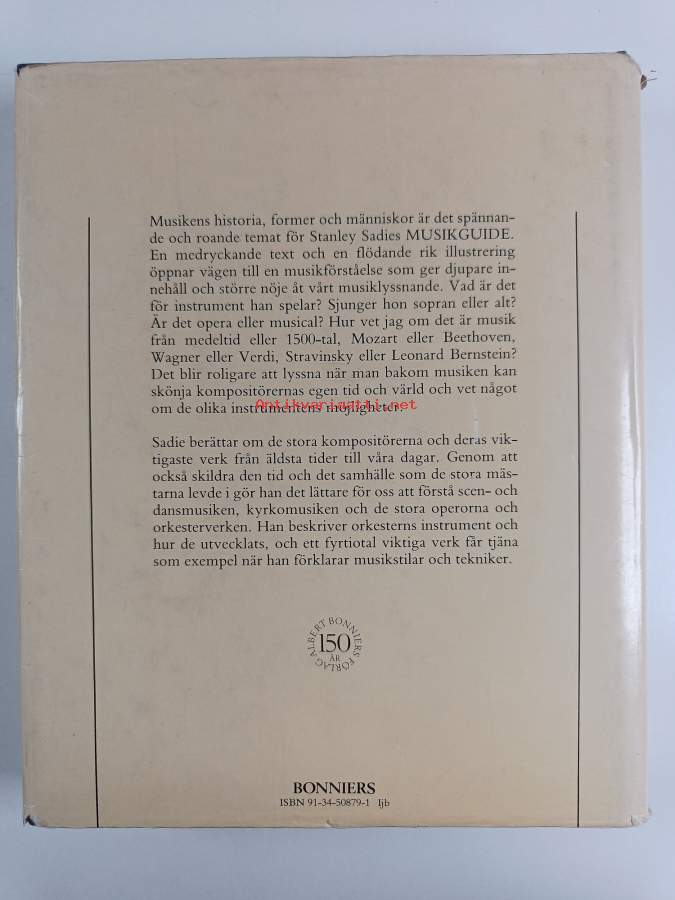 Musikens historia, former och människor är det spännan-
de och roande temat för Stanley Sadies MUSIKGUIDE.
En medryckande text och en flödande rik illustrering
öppnar vägen till en musikförståelse som ger djupare in-
nehåll och större nöje åt vårt musiklyssnande. Vad är det
för instrument han spelar? Sjunger hon sopran eller alt?
Är det opera eller musical? Hur vet jag om det är musik
från medeltid eller 1500-tal, Mozart eller Beethoven,
Wagner eller Verdi, Stravinsky eller Leonard Bernstein?
Det blir roligare att lyssna när man bakom musiken kan
skönja kompositörernas egen tid och värld och vet något
om de olika instrumentens möjligheter.
Antikvariaatti.net
Sadie berättar om de stora kompositörerna och deras vik-
tigaste verk från äldsta tider till våra dagar. Genom att
också skildra den tid och det samhälle som de stora mäs-
tarna levde i gör han det lättare för oss att förstå scen- och
dansmusiken, kyrkomusiken och de stora operorna och
orkesterverken. Han beskriver orkesterns instrument och
hur de utvecklats, och ett fyrtiotal viktiga verk får tjäna
som exempel när han förklarar musikstilar och tekniker.
ALBERT BONNIERS FÖRLAG
150
ÅR
BONNIERS
ISBN 91-34-50879-1 Ijb